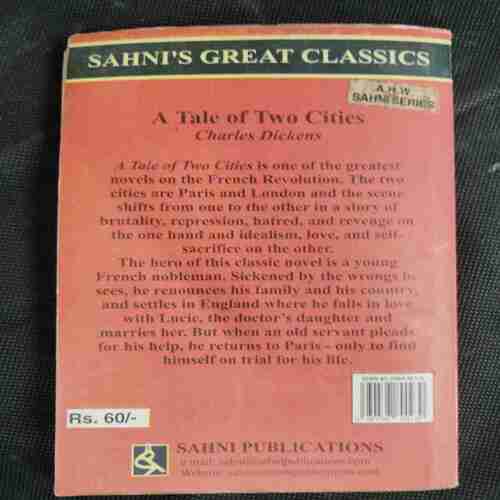 SAHNI'S GREAT CLASSICS
A.H.W
SAHNI SERIES
A Tale of Two Cities
Charles Dickens
A Tale of Two Cities is one of the greatest
novels on the French Revolution. The two
cities are Paris and London and the scene
shifts from one to the other in a story of
brutality, repression, hatred, and revenge on
the one hand and idealism, love, and self-
sacrifice on the other.
The hero of this classic novel is a young
French nobleman. Sickened by the wrongs he
sees, he renounces his family and his country,
and settles in England where he falls in love
with Lucie, the doctor's daughter and
marries her. But when an old servant pleads
for his help, he returns to Paris - only to find
himself on trial for his life.
Rs. 60/-
SAHNI PUBLICATIONS
e-mail:
Website: